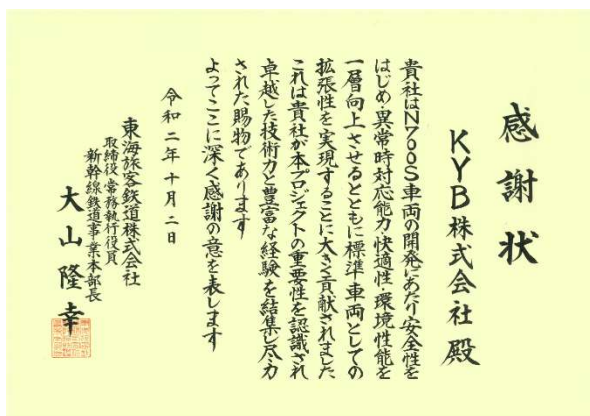 感謝状
KYB株式会社殿
貴社はN700S車両の開発にあたり安全性を
はじめ・異常時対応能力・快適性・環境性能を
一層向上させるとともに標準車両としての
拡張性を実現することに大きく貢献されました
これは貴社が本プロジェクトの重要性を認識され
卓越した技術力と豊富な経験を結集し尽力
された賜物であります
よってここに深く感謝の意を表します
令和二年十月二日
東海旅客鉄道株式会社
取締役常務執行役員
新幹線鉄道事業本部長
大山隆幸